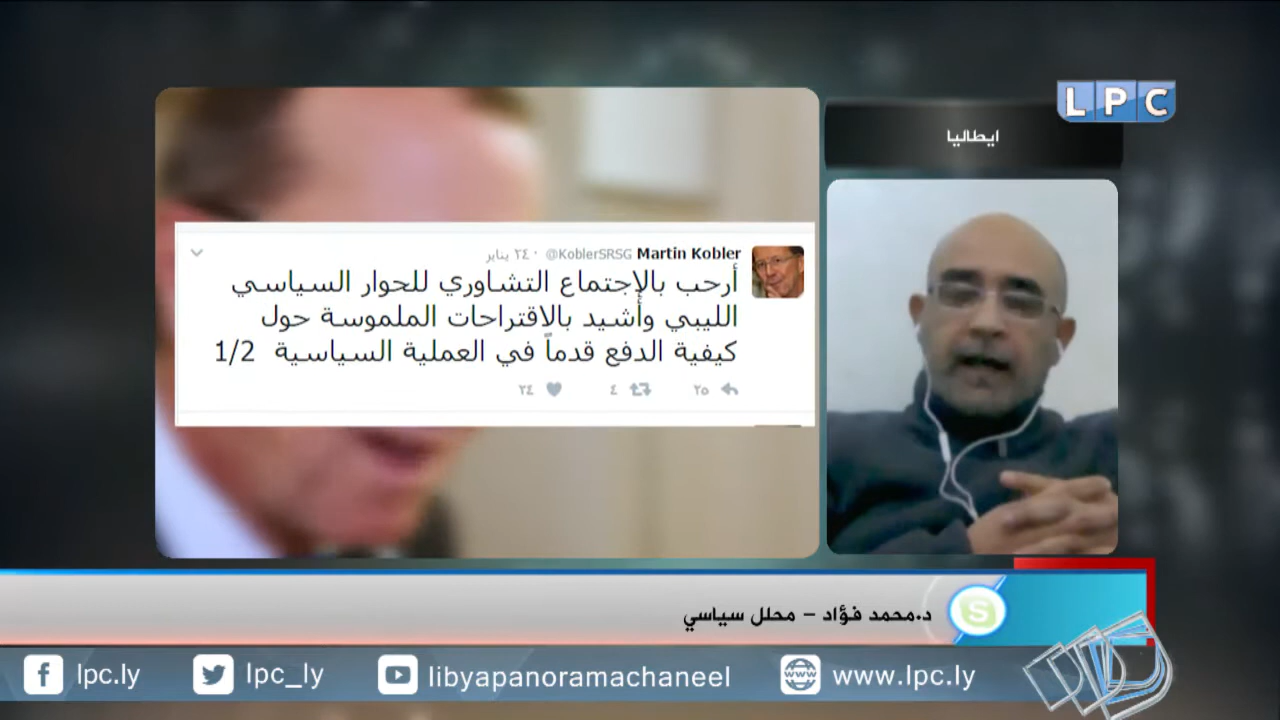 LPC
ايطاليا
Martin Kobler @KoblerSRSG · ٢٤ يناير
أرحب بالإجتماع التشاوري للحوار السياسي
الليبي وأُشيد بالاقتراحات الملموسة حول
كيفية الدفع قدماً في العملية السياسية 1/2
٢٥ ٤ ٢٤
د.محمد فؤاد – محلل سياسي
lpc.ly lpc_ly libyapanoramachaneel www.lpc.ly